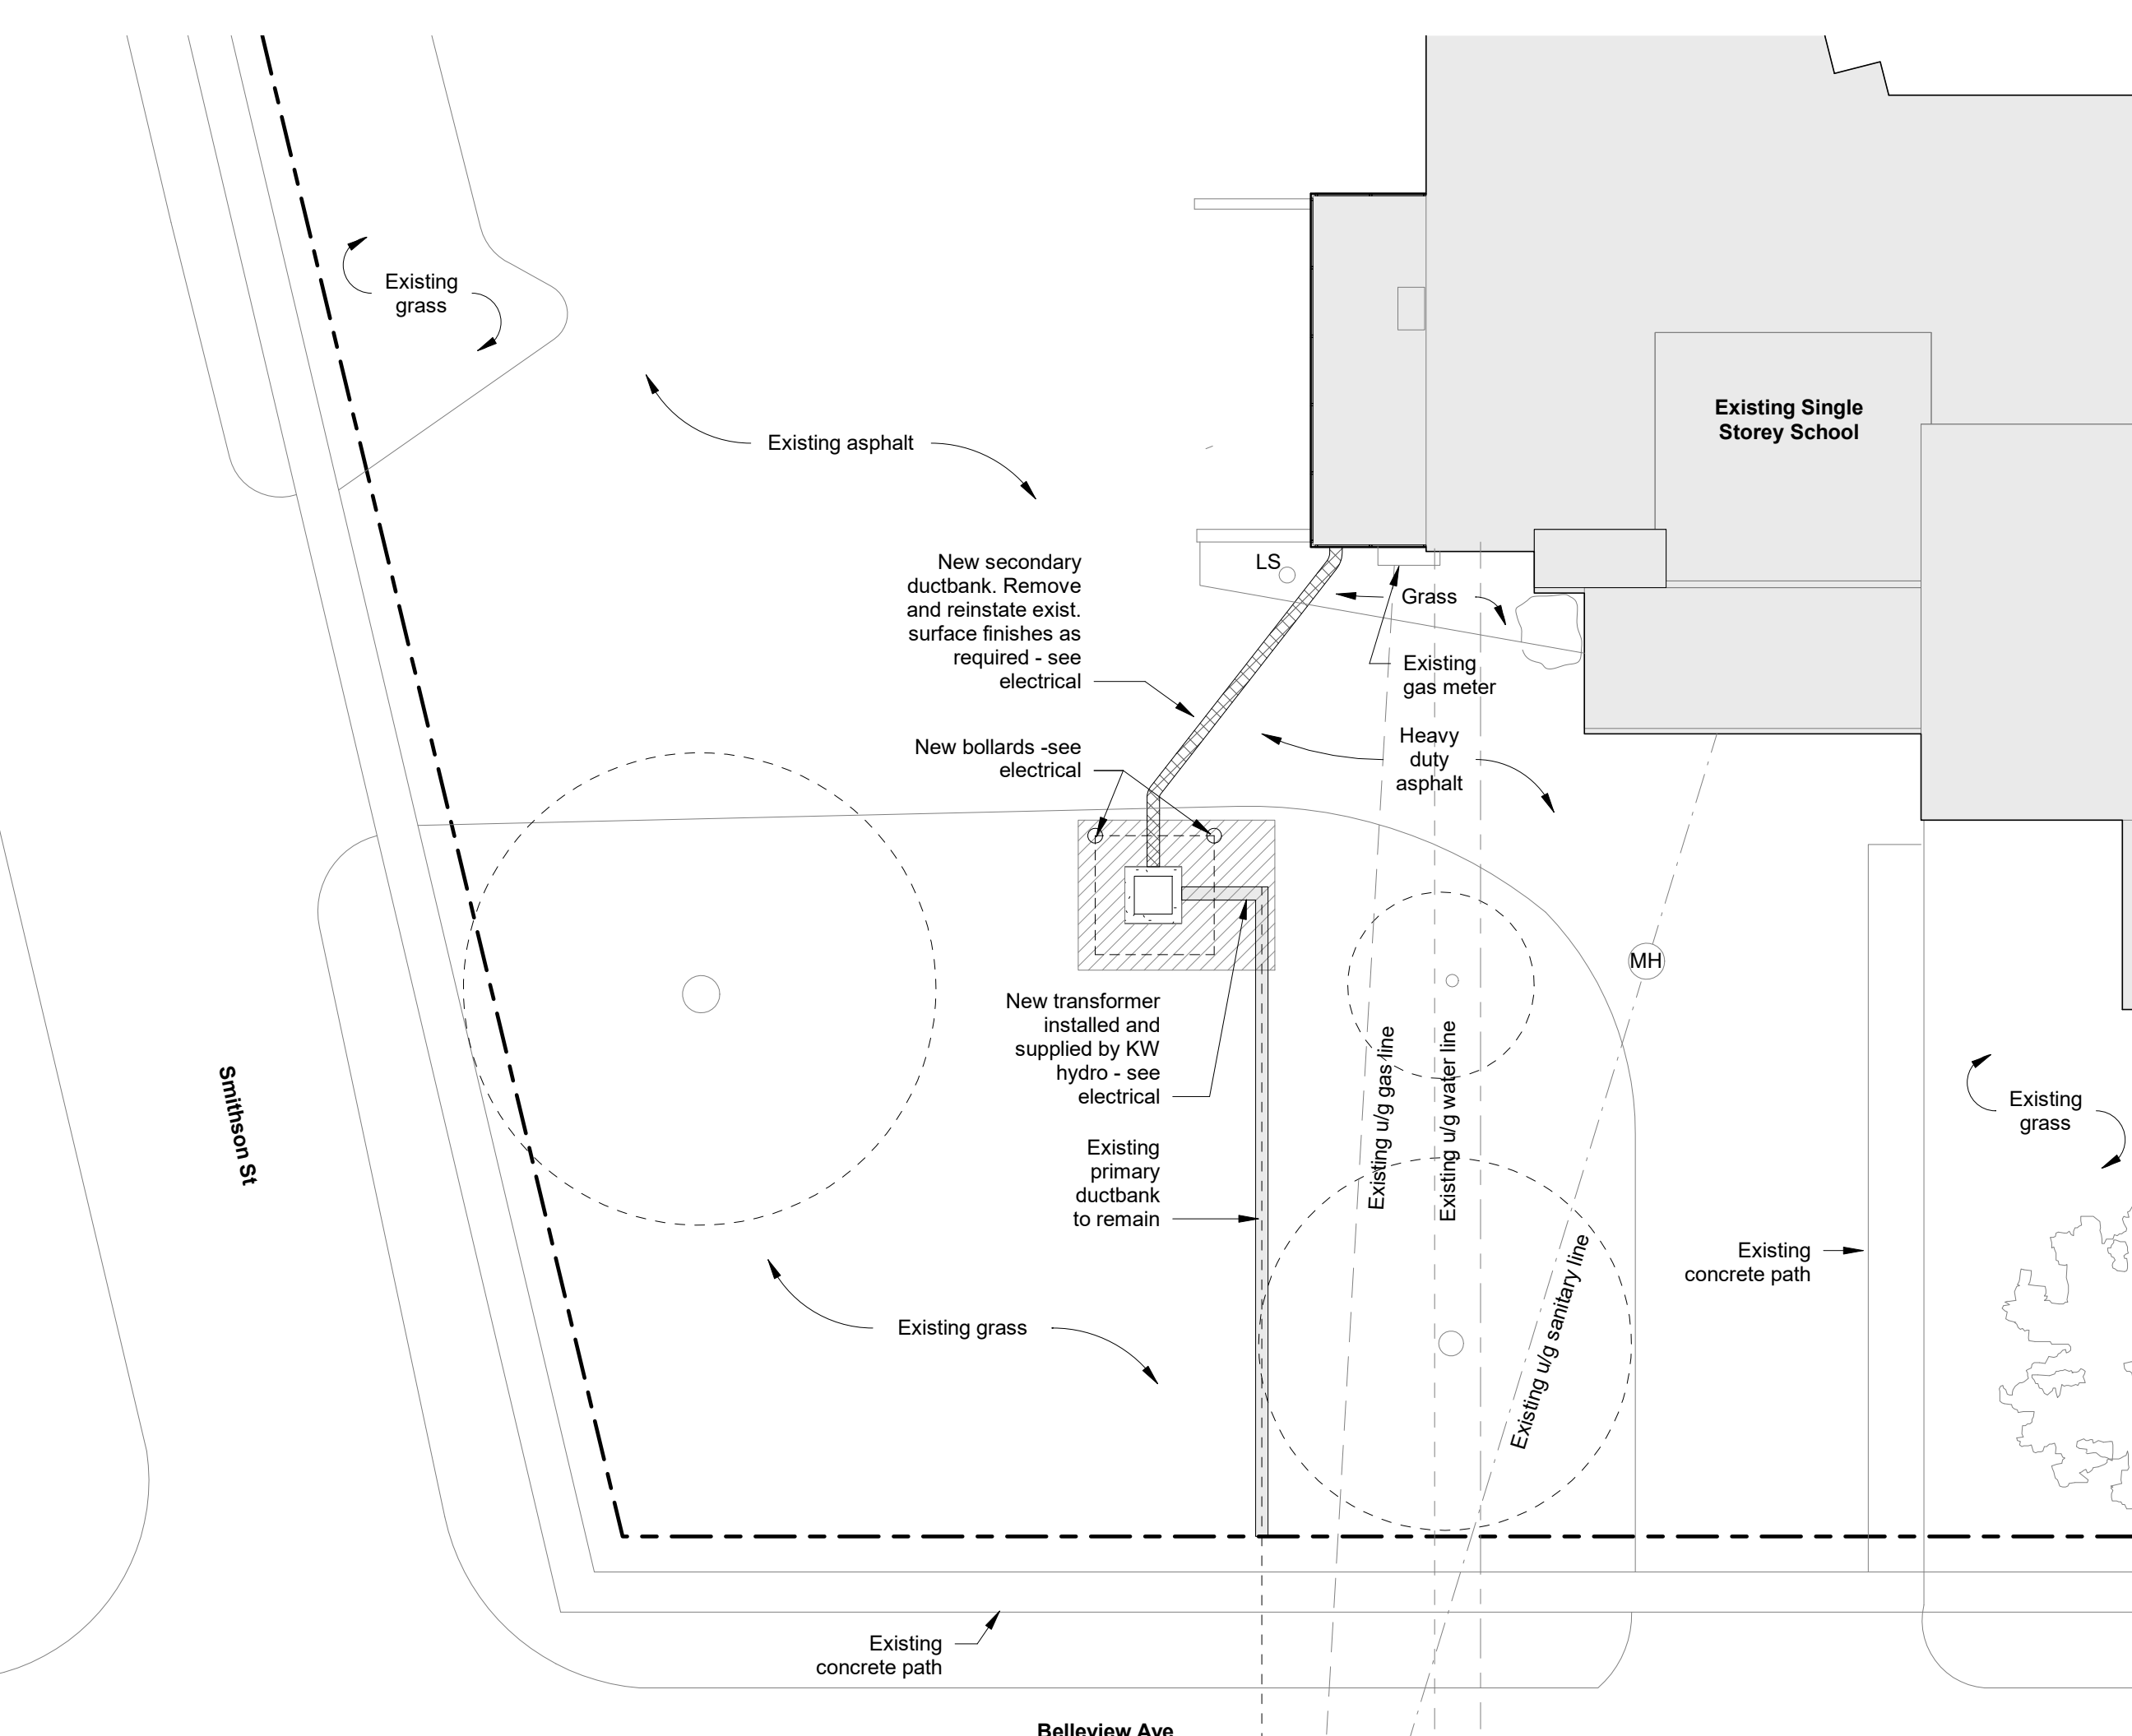 Existing
grass
Existing asphalt
Existing Single
Storey School
New secondary
ductbank. Remove
and reinstate exist.
surface finishes as
required - see
electrical
LS
Grass
Existing
gas meter
New bollards -see
electrical
Heavy
duty
asphalt
MH
New transformer
installed and
supplied by KW
hydro - see
electrical
Existing u/g gas line
Existing u/g water line
Smithson St
Existing
grass
Existing
primary
ductbank
to remain
Existing u/g sanitary line
Existing
concrete path
Existing grass
Existing
concrete path
Belleview Ave